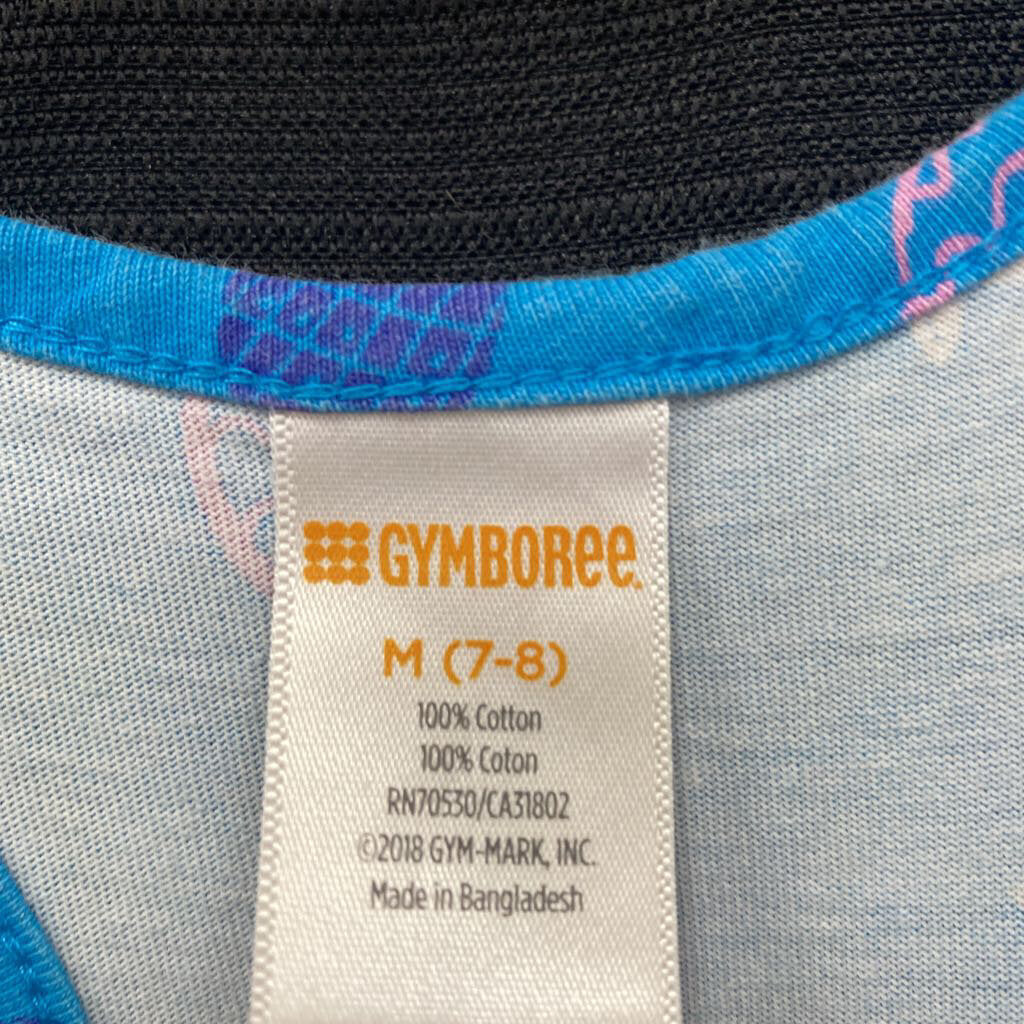 GYMBOREE.
M (7-8)
100% Cotton
100% Coton
RN70530/CA31802
©2018 GYM-MARK, INC.
Made in Bangladesh